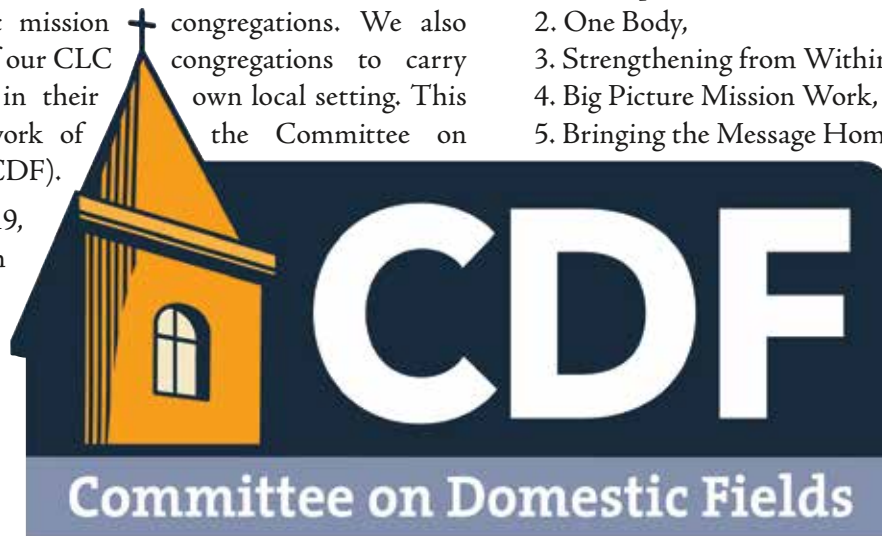 mission congregations. We also
our CLC congregations to carry
in their own local setting. This
work of the Committee on
CDF).
9,
2. One Body,
3. Strengthening from Within
4. Big Picture Mission Work,
5. Bringing the Message Hom
CDF
Committee on Domestic Fields